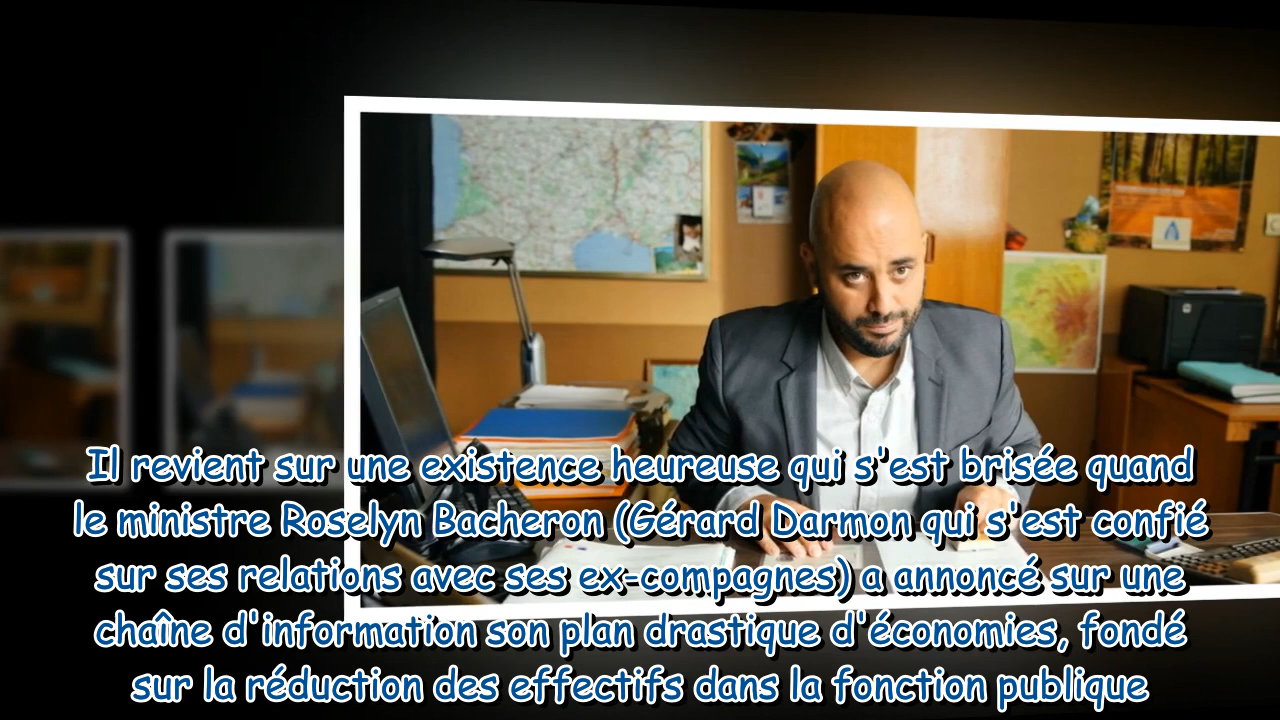 Il revient sur une existence heureuse qui s'est brisée quand
le ministre Roselyn Bacheron (Gérard Darmon qui s'est confié
sur ses relations avec ses ex-compagnes) a annoncé sur une
chaîne d'information son plan drastique d'économies, fondé
sur la réduction des effectifs dans la fonction publique